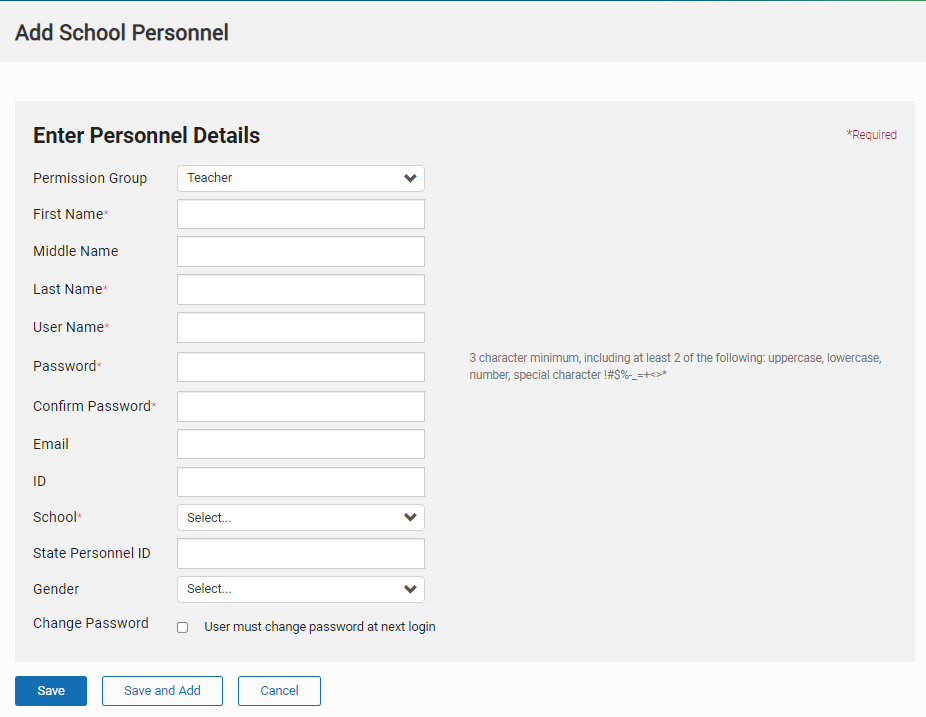 Add School Personnel
Enter Personnel Details
*Required
Permission Group Teacher
First Name*
Middle Name
Last Name*
User Name*
Password*
3 character minimum, including at least 2 of the following: uppercase, lowercase,
number, special character !#$%-_=+<>*
Confirm Password*
Email
ID
School* Select...
State Personnel ID
Gender Select...
Change Password User must change password at next login
Save Save and Add Cancel